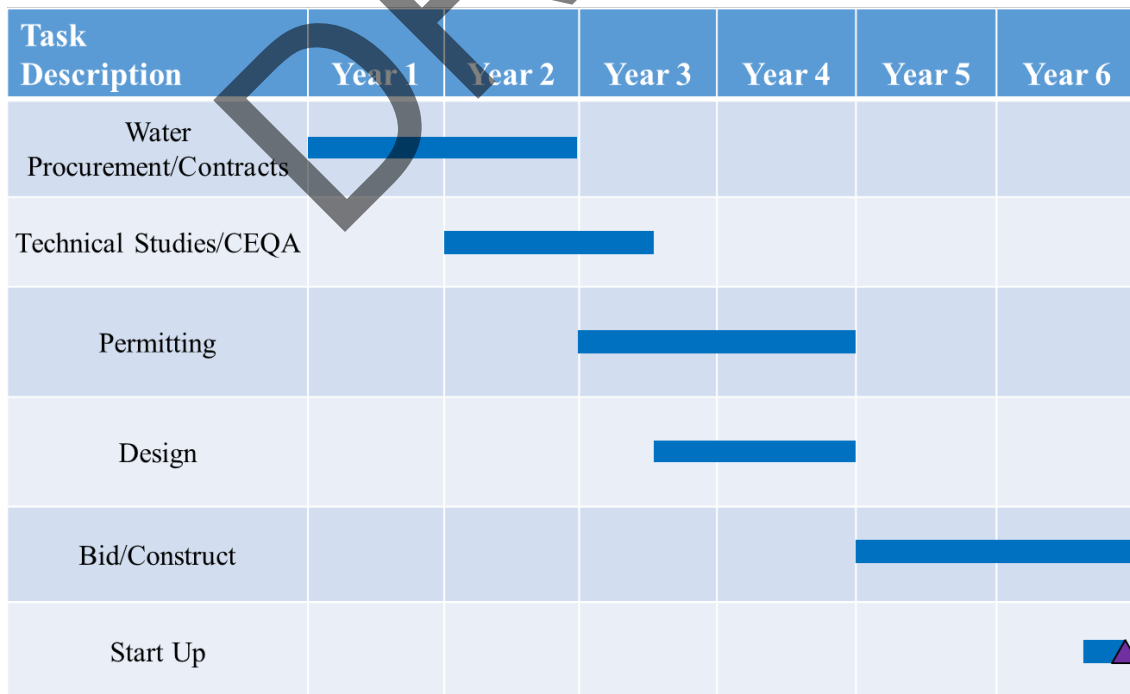 Task
Description
Year 1
Year 2
Year 3
Year 4
Year 5
Year 6
Water
Procurement/Contracts
Technical Studies/CEQA
Permitting
Design
Bid/Construct
Start Up